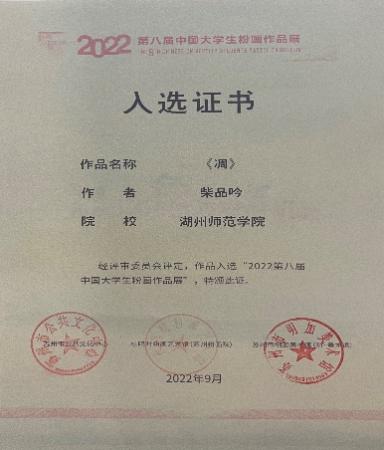 2022 第八届中国大学生粉画作品展
入选证书
作品名称 《凋》
作 者 柴品吟
院 校 湖州师范学院
经评审委员会评定，作品入选“2022第八届
中国大学生粉画作品展”，特颁此证。
2022年9月